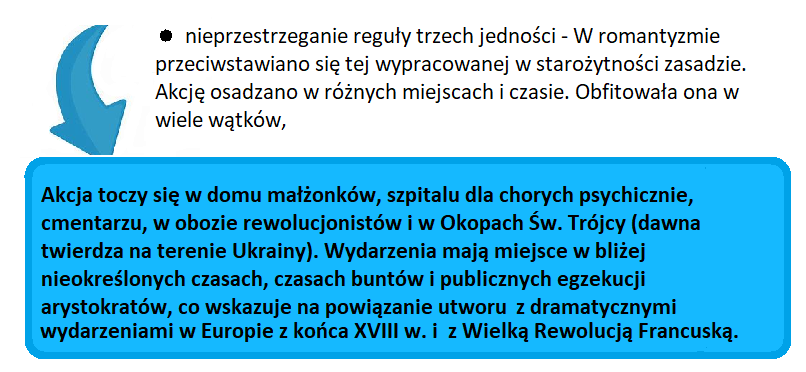 ● nieprzestrzeganie reguły trzech jedności - W romantyzmie
przeciwstawiano się tej wypracowanej w starożytności zasadzie.
Akcję osadzano w różnych miejscach i czasie. Obfitowała ona w
wiele wątków,
Akcja toczy się w domu małżonków, szpitalu dla chorych psychicznie,
cmentarzu, w obozie rewolucjonistów i w Okopach Św. Trójcy (dawna
twierdza na terenie Ukrainy). Wydarzenia mają miejsce w bliżej
nieokreślonych czasach, czasach buntów i publicznych egzekucji
arystokratów, co wskazuje na powiązanie utworu z dramatycznymi
wydarzeniami w Europie z końca XVIII w. i z Wielką Rewolucją Francuską.